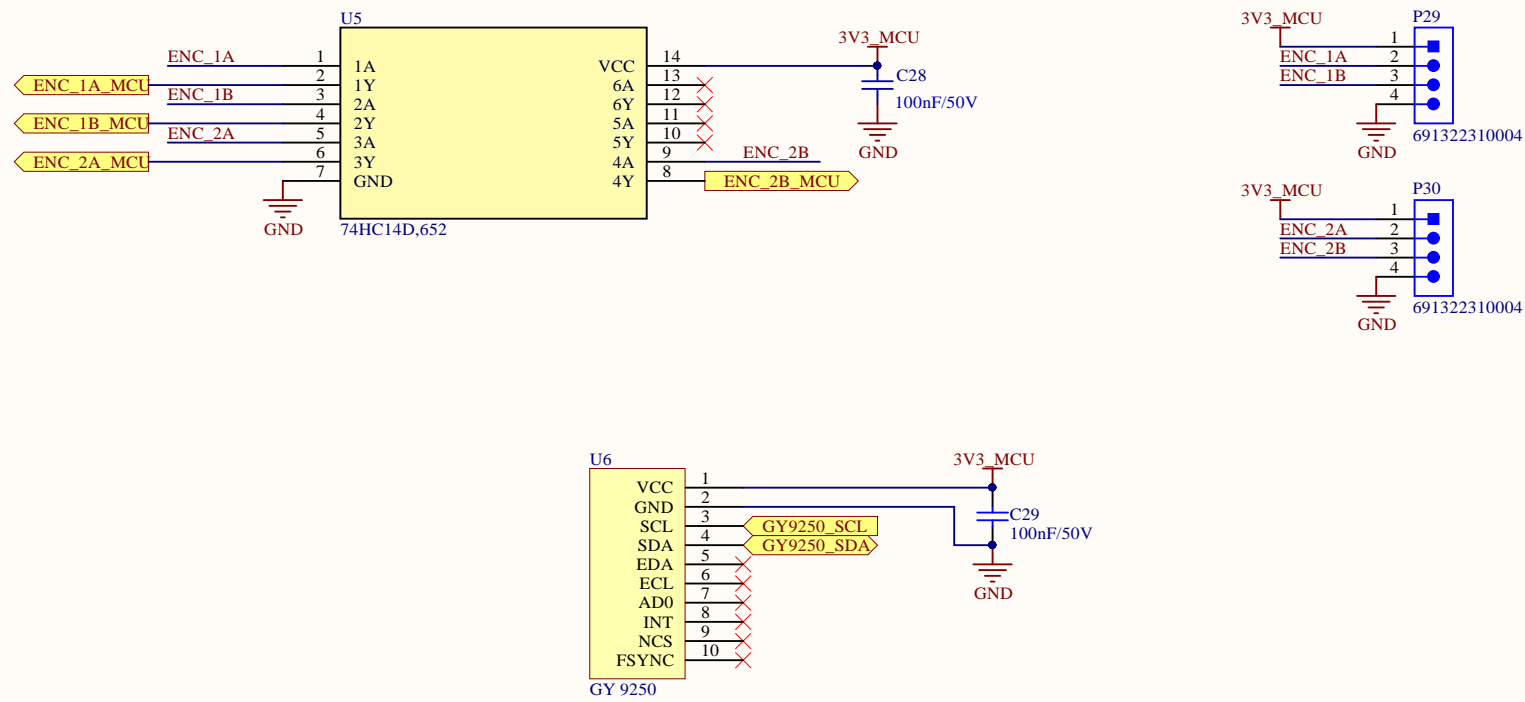 U5
ENC_1A 1 1A
ENC_1A_MCU 2 1Y
ENC_1B 3 2A
ENC_1B_MCU 4 2Y
ENC_2A 5 3A
ENC_2A_MCU 6 3Y
7 GND
GND
VCC 14 3V3_MCU
6A 13
6Y 12
5A 11
5Y 10
4A 9 ENC_2B
4Y 8 ENC_2B_MCU
C28
100nF/50V
GND
74HC14D,652
P29
3V3_MCU 1
ENC_1A 2
ENC_1B 3
4
GND
691322310004
P30
3V3_MCU 1
ENC_2A 2
ENC_2B 3
4
GND
691322310004
U6
VCC 1 3V3_MCU
GND 2
SCL 3 GY9250_SCL
SDA 4 GY9250_SDA
EDA 5
ECL 6
AD0 7
INT 8
NCS 9
FSYNC 10
C29
100nF/50V
GND
GY 9250